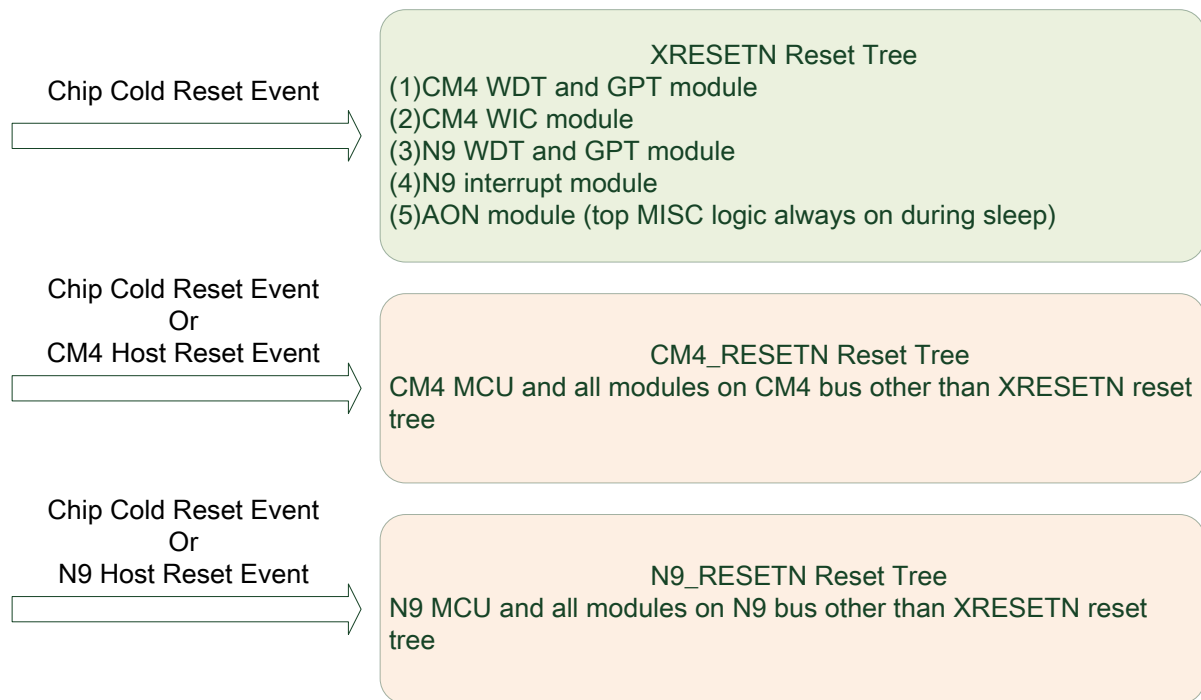 Chip Cold Reset Event
XRESETN Reset Tree
(1)CM4 WDT and GPT module
(2)CM4 WIC module
(3)N9 WDT and GPT module
(4)N9 interrupt module
(5)AON module (top MISC logic always on during sleep)
Chip Cold Reset Event
Or
CM4 Host Reset Event
CM4_RESETN Reset Tree
CM4 MCU and all modules on CM4 bus other than XRESETN reset
tree
Chip Cold Reset Event
Or
N9 Host Reset Event
N9_RESETN Reset Tree
N9 MCU and all modules on N9 bus other than XRESETN reset
tree